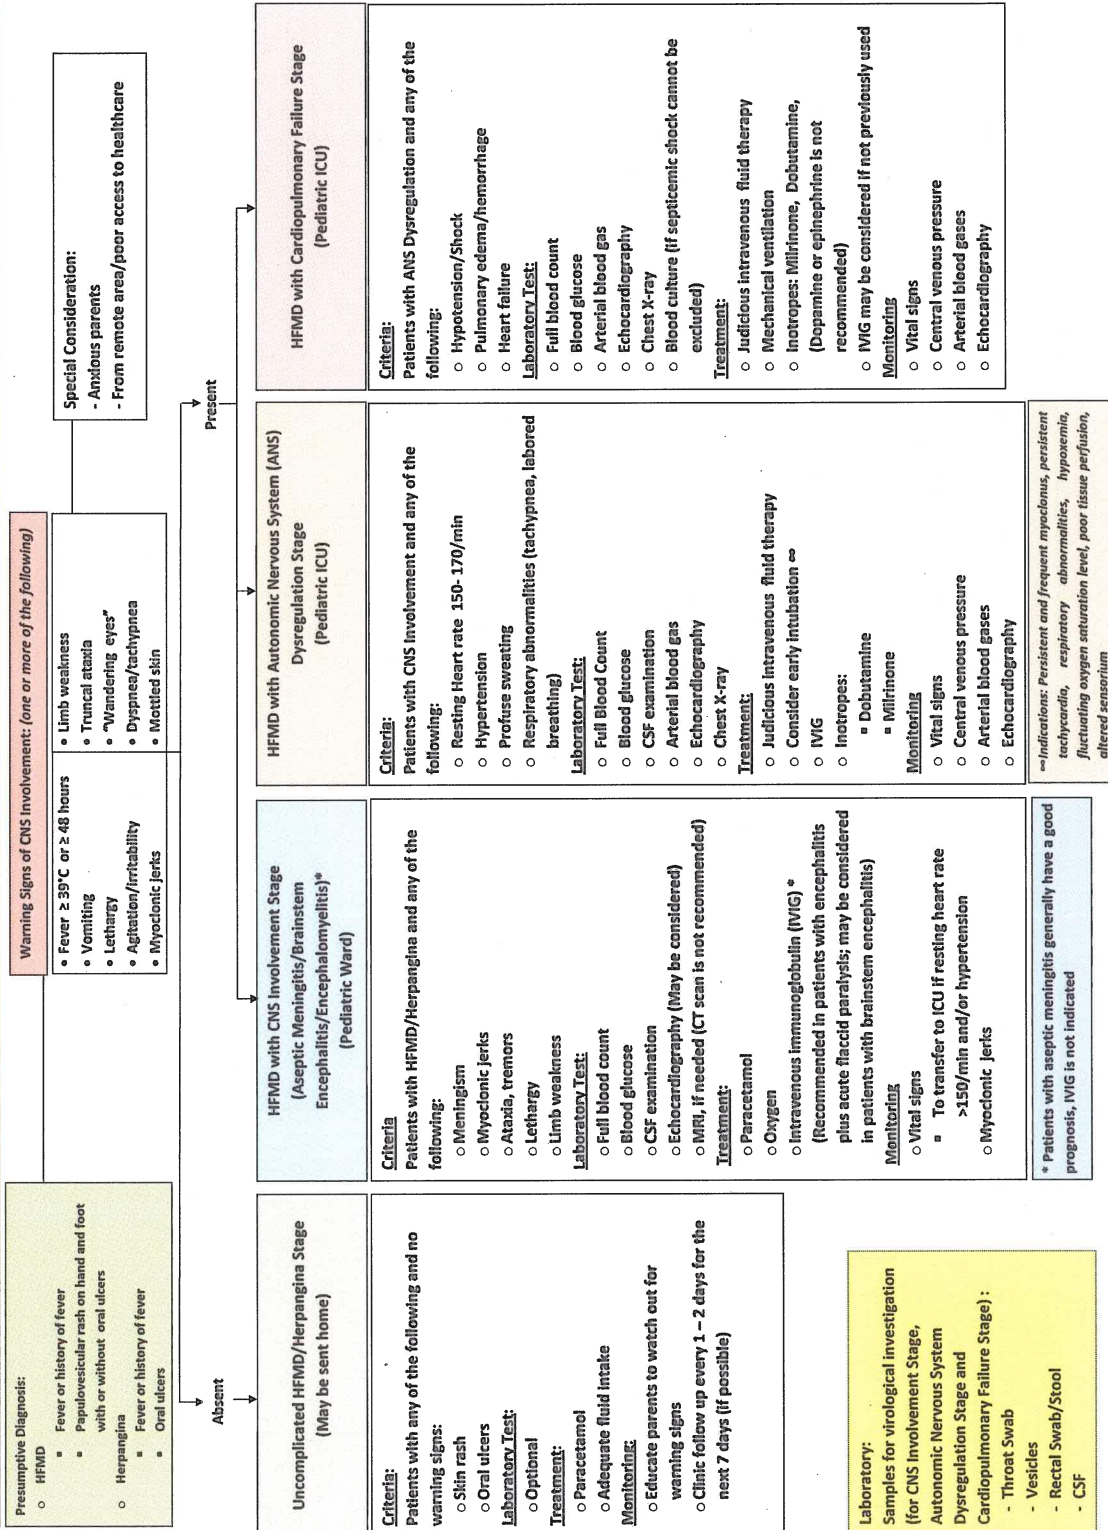 Presumptive Diagnosis:
○ HFMD
▪ Fever or history of fever
▪ Papulovesicular rash on hand and foot
with or without oral ulcers
○ Herpangina
▪ Fever or history of fever
▪ Oral ulcers
Warning Signs of CNS Involvement: (one or more of the following)
• Fever ≥ 39°C or ≥ 48 hours
• Vomiting
• Lethargy
• Agitation/irritability
• Myoclonic jerks
• Limb weakness
• Truncal ataxia
• "Wandering eyes"
• Dyspnea/tachypnea
• Mottled skin
Special Consideration:
- Anxious parents
- From remote area/poor access to healthcare
Absent
Present
Uncomplicated HFMD/Herpangina Stage
(May be sent home)
Criteria:
Patients with any of the following and no
warning signs:
○ Skin rash
○ Oral ulcers
Laboratory Test:
○ Optional
Treatment:
○ Paracetamol
○ Adequate fluid intake
Monitoring:
○ Educate parents to watch out for
warning signs
○ Clinic follow up every 1 – 2 days for the
next 7 days (if possible)
HFMD with CNS Involvement Stage
(Aseptic Meningitis/Brainstem
Encephalitis/Encephalomyelitis)*
(Pediatric Ward)
Criteria
Patients with HFMD/Herpangina and any of the
following:
○ Meningism
○ Myoclonic jerks
○ Ataxia, tremors
○ Lethargy
○ Limb weakness
Laboratory Test:
○ Full blood count
○ Blood glucose
○ CSF examination
○ Echocardiography (May be considered)
○ MRI, if needed (CT scan is not recommended)
Treatment:
○ Paracetamol
○ Oxygen
○ Intravenous immunoglobulin (IVIG) *
(Recommended in patients with encephalitis
plus acute flaccid paralysis; may be considered
in patients with brainstem encephalitis)
Monitoring
○ Vital signs
▪ To transfer to ICU if resting heart rate
>150/min and/or hypertension
○ Myoclonic jerks
* Patients with aseptic meningitis generally have a good
prognosis, IVIG is not indicated
HFMD with Autonomic Nervous System (ANS)
Dysregulation Stage
(Pediatric ICU)
Criteria:
Patients with CNS Involvement and any of the
following:
○ Resting Heart rate 150- 170/min
○ Hypertension
○ Profuse sweating
○ Respiratory abnormalities (tachypnea, labored
breathing)
Laboratory Test:
○ Full Blood Count
○ Blood glucose
○ CSF examination
○ Arterial blood gas
○ Echocardiography
○ Chest X-ray
Treatment:
○ Judicious intravenous fluid therapy
○ Consider early intubation ∞
○ IVIG
○ Inotropes:
▪ Dobutamine
▪ Milrinone
Monitoring
○ Vital signs
○ Central venous pressure
○ Arterial blood gases
○ Echocardiography
∞Indications: Persistent and frequent myoclonus, persistent
tachycardia, respiratory abnormalities, hypoxemia,
fluctuating oxygen saturation level, poor tissue perfusion,
altered sensorium
HFMD with Cardiopulmonary Failure Stage
(Pediatric ICU)
Criteria:
Patients with ANS Dysregulation and any of the
following:
○ Hypotension/Shock
○ Pulmonary edema/hemorrhage
○ Heart failure
Laboratory Test:
○ Full blood count
○ Blood glucose
○ Arterial blood gas
○ Echocardiography
○ Chest X-ray
○ Blood culture (if septicemic shock cannot be
excluded)
Treatment:
○ Judicious intravenous fluid therapy
○ Mechanical ventilation
○ Inotropes: Milrinone, Dobutamine,
(Dopamine or epinephrine is not
recommended)
○ IVIG may be considered if not previously used
Monitoring
○ Vital signs
○ Central venous pressure
○ Arterial blood gases
○ Echocardiography
Laboratory:
Samples for virological investigation
(for CNS Involvement Stage,
Autonomic Nervous System
Dysregulation Stage and
Cardiopulmonary Failure Stage) :
- Throat Swab
- Vesicles
- Rectal Swab/Stool
- CSF